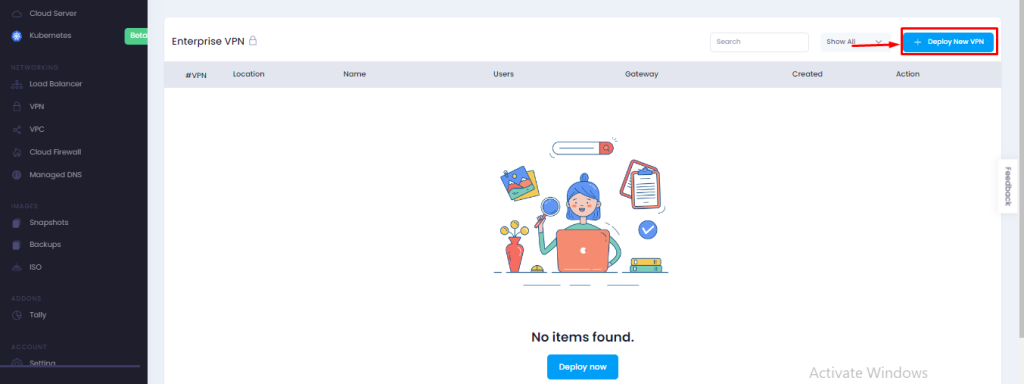 Cloud Server
Kubernetes
Beta
NETWORKING
Load Balancer
VPN
VPC
Cloud Firewall
Managed DNS
IMAGES
Snapshots
Backups
ISO
ADDONS
Tally
ACCOUNT
Setting
Enterprise VPN
Search
Show All
+ Deploy New VPN
#VPN Location Name Users Gateway Created Action
No items found.
Deploy now
Feedback
Activate Windows